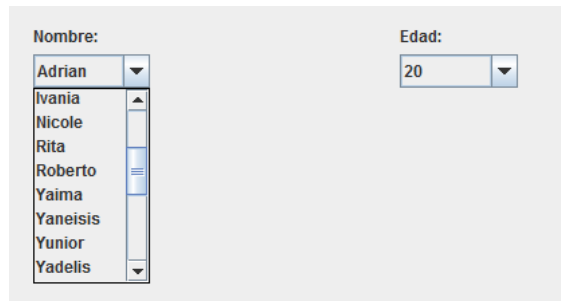 Nombre:
Edad:
Adrian
20
Ivania
Nicole
Rita
Roberto
Yaima
Yaneisis
Yunior
Yadelis